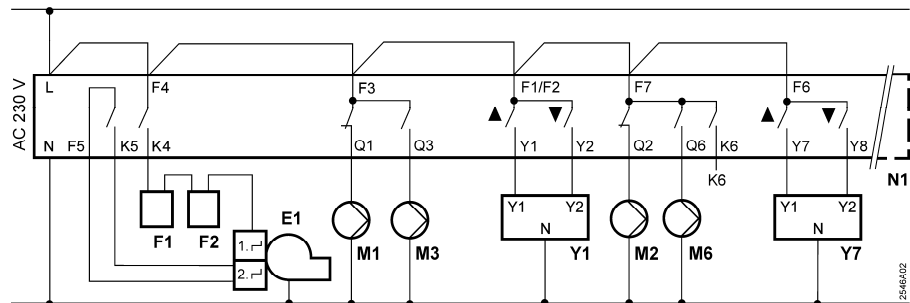 AC 230 V
L F4 F3 F1/F2 F7 F6
N F5 K5 K4 Q1 Q3 Y1 Y2 Q2 Q6 K6 Y7 Y8
K6
N1
Y1 Y2 Y1 Y2
N N
F1 F2 E1 M1 M3 Y1 M2 M6 Y7
1.
2.
2546A02